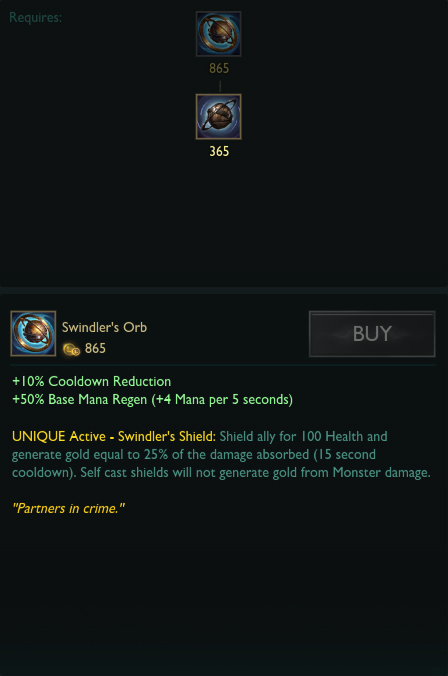 Requires:
865
365
Swindler's Orb
865
BUY
+10% Cooldown Reduction
+50% Base Mana Regen (+4 Mana per 5 seconds)
UNIQUE Active - Swindler's Shield: Shield ally for 100 Health and
generate gold equal to 25% of the damage absorbed (15 second
cooldown). Self cast shields will not generate gold from Monster damage.
"Partners in crime."